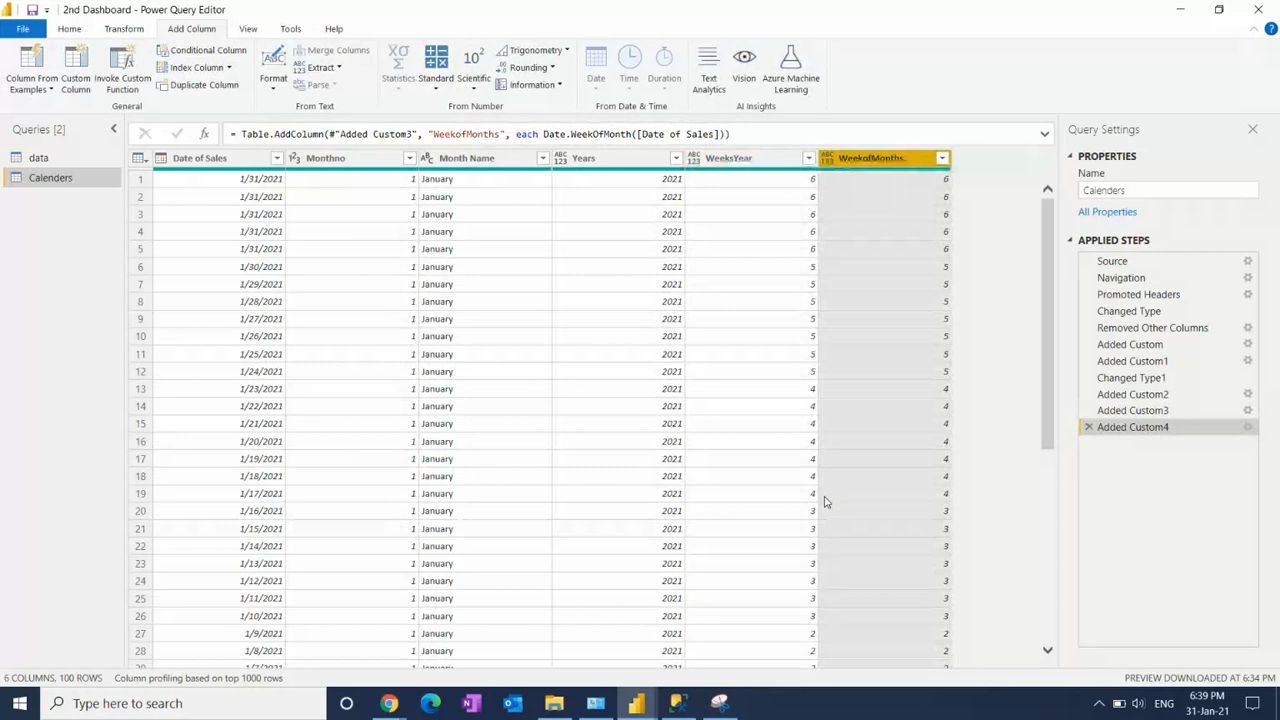 2nd Dashboard - Power Query Editor
File Home Transform Add Column View Tools Help
Column From Examples Custom Column Invoke Custom Function Conditional Column Index Column Duplicate Column
General
Format Merge Columns Extract Parse
From Text
Statistics Standard Scientific Trigonometry Rounding Information
From Number
Date Time Duration
From Date & Time
Text Analytics Vision Azure Machine Learning
AI Insights
Queries [2]
data
Calenders
= Table.AddColumn(#"Added Custom3", "WeekofMonths", each Date.WeekOfMonth([Date of Sales]))
Date of Sales Monthno Month Name Years WeeksYear WeekofMonths.
1 1/31/2021 1 January 2021 6 6
2 1/31/2021 1 January 2021 6 6
3 1/31/2021 1 January 2021 6 6
4 1/31/2021 1 January 2021 6 6
5 1/31/2021 1 January 2021 6 6
6 1/30/2021 1 January 2021 5 5
7 1/29/2021 1 January 2021 5 5
8 1/28/2021 1 January 2021 5 5
9 1/27/2021 1 January 2021 5 5
10 1/26/2021 1 January 2021 5 5
11 1/25/2021 1 January 2021 5 5
12 1/24/2021 1 January 2021 5 5
13 1/23/2021 1 January 2021 4 4
14 1/22/2021 1 January 2021 4 4
15 1/21/2021 1 January 2021 4 4
16 1/20/2021 1 January 2021 4 4
17 1/19/2021 1 January 2021 4 4
18 1/18/2021 1 January 2021 4 4
19 1/17/2021 1 January 2021 4 4
20 1/16/2021 1 January 2021 3 3
21 1/15/2021 1 January 2021 3 3
22 1/14/2021 1 January 2021 3 3
23 1/13/2021 1 January 2021 3 3
24 1/12/2021 1 January 2021 3 3
25 1/11/2021 1 January 2021 3 3
26 1/10/2021 1 January 2021 3 3
27 1/9/2021 1 January 2021 2 2
28 1/8/2021 1 January 2021 2 2
Query Settings
PROPERTIES
Name
Calenders
All Properties
APPLIED STEPS
Source
Navigation
Promoted Headers
Changed Type
Removed Other Columns
Added Custom
Added Custom1
Changed Type1
Added Custom2
Added Custom3
Added Custom4
6 COLUMNS, 100 ROWS Column profiling based on top 1000 rows PREVIEW DOWNLOADED AT 6:34 PM
Type here to search
ENG
6:39 PM
31-Jan-21